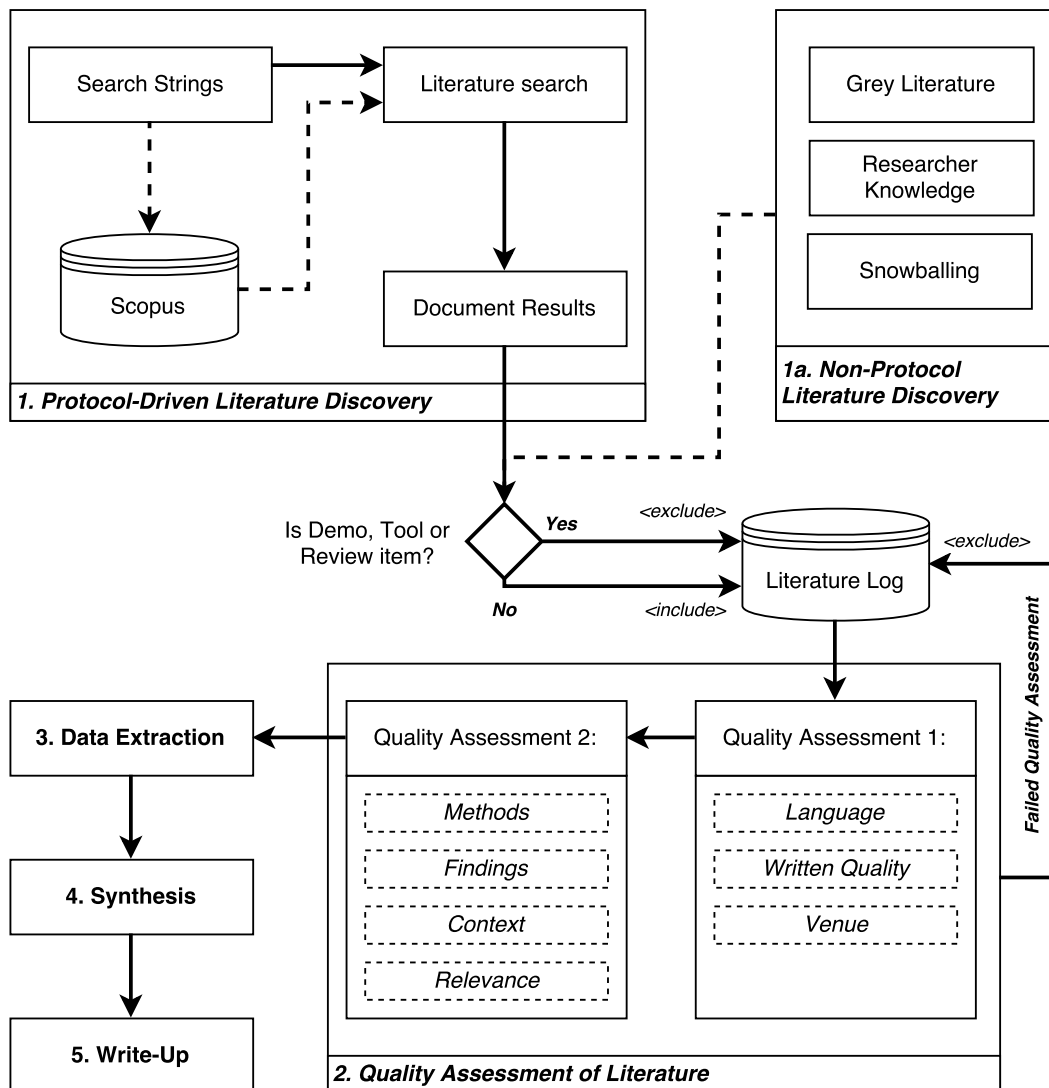 Search Strings
Literature search
Scopus
Document Results
1. Protocol-Driven Literature Discovery
Grey Literature
Researcher
Knowledge
Snowballing
1a. Non-Protocol
Literature Discovery
Is Demo, Tool or
Review item?
Yes
<exclude>
No
<include>
Literature Log
<exclude>
Failed Quality Assessment
3. Data Extraction
4. Synthesis
5. Write-Up
Quality Assessment 2:
Methods
Findings
Context
Relevance
Quality Assessment 1:
Language
Written Quality
Venue
2. Quality Assessment of Literature